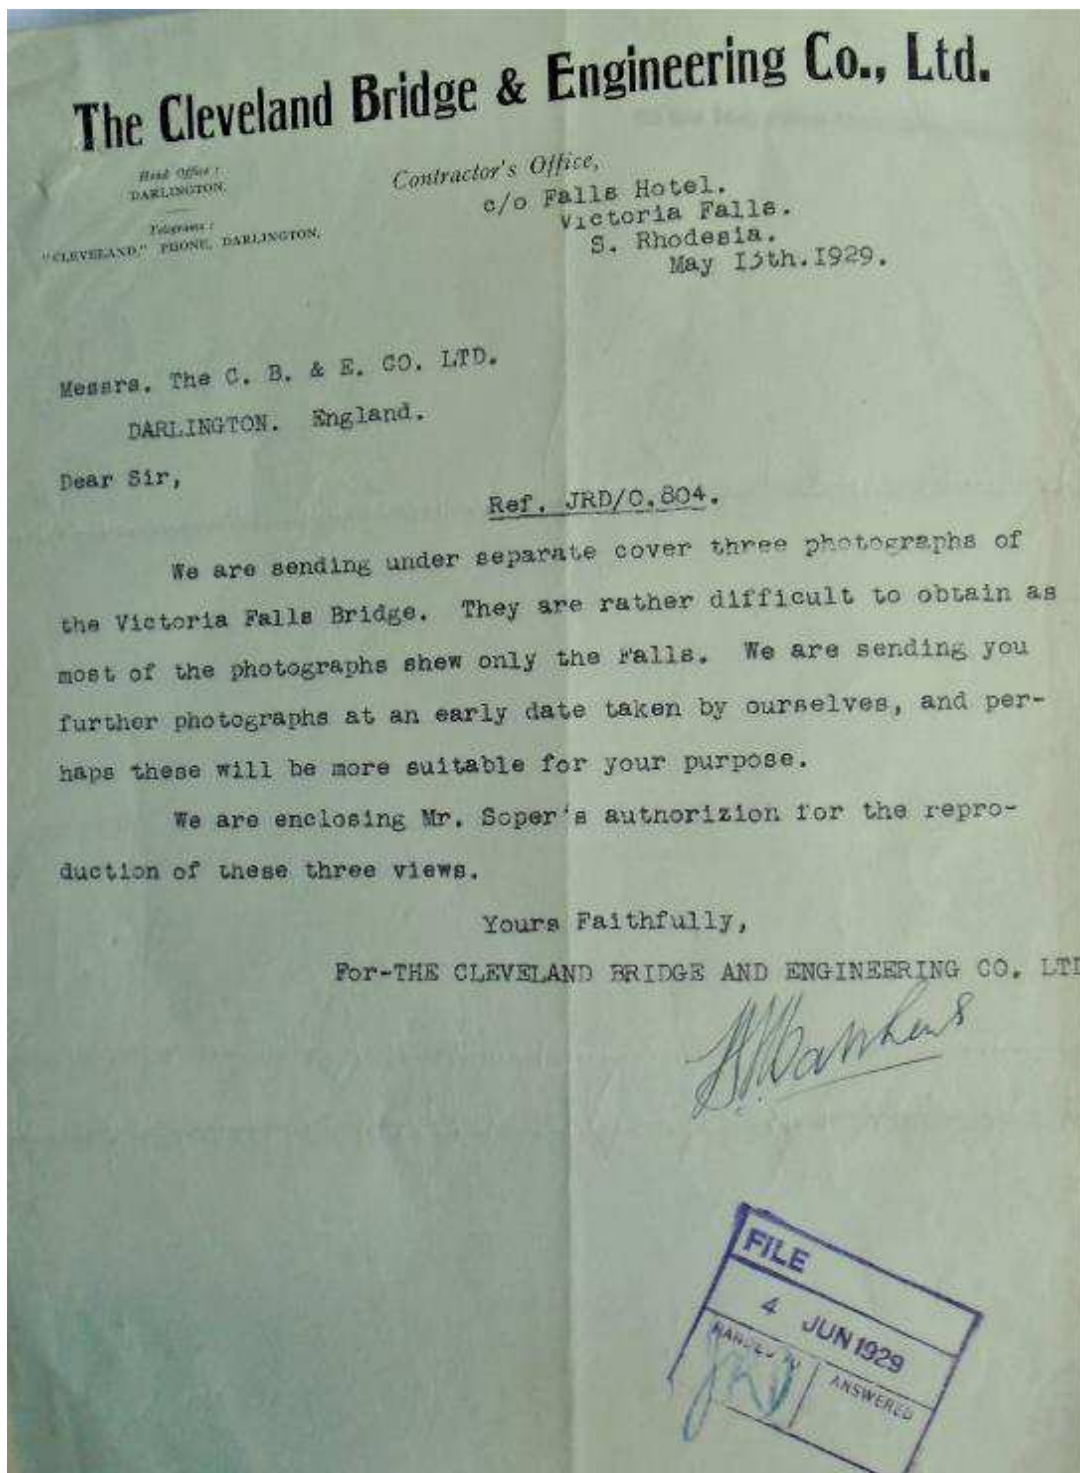 The Cleveland Bridge & Engineering Co., Ltd.
Head Office :
DARLINGTON.
Telegrams :
"CLEVELAND," PHONE, DARLINGTON.
Contractor's Office,
c/o Falls Hotel.
Victoria Falls.
S. Rhodesia.
May 13th.1929.
Messrs. The C. B. & E. CO. LTD.
DARLINGTON. England.
Dear Sir,
Ref. JRD/C.804.
We are sending under separate cover three photographs of
the Victoria Falls Bridge. They are rather difficult to obtain as
most of the photographs shew only the Falls. We are sending you
further photographs at an early date taken by ourselves, and per-
haps these will be more suitable for your purpose.
We are enclosing Mr. Soper's authorizion for the repro-
duction of these three views.
Yours Faithfully,
For-THE CLEVELAND BRIDGE AND ENGINEERING CO. LTD
FILE
4 JUN 1929
HANDED TO
ANSWERED
JRD